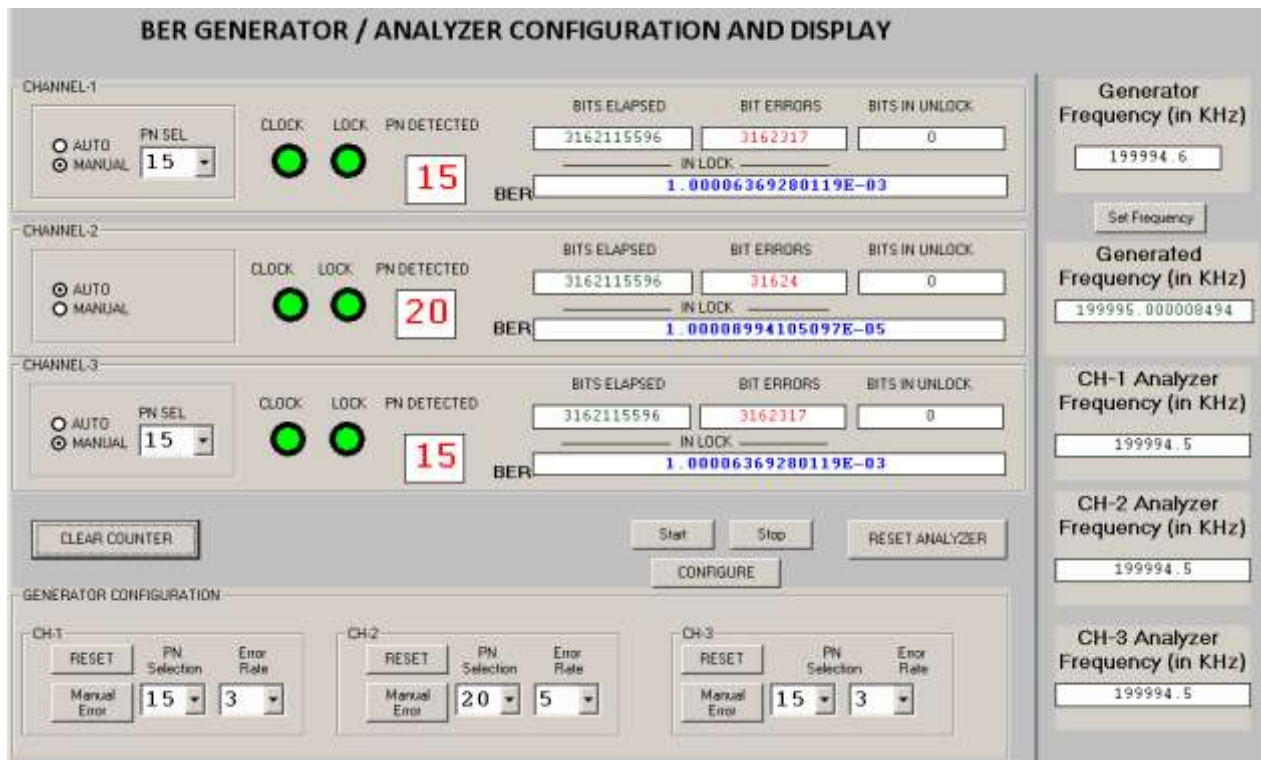 BER GENERATOR / ANALYZER CONFIGURATION AND DISPLAY
CHANNEL-1
AUTO
MANUAL
PN SEL
15
CLOCK LOCK PN DETECTED
15
BITS ELAPSED BIT ERRORS BITS IN UNLOCK
3162115596 3162317 0
IN LOCK
BER 1.00006369280119E-03
CHANNEL-2
AUTO
MANUAL
CLOCK LOCK PN DETECTED
20
BITS ELAPSED BIT ERRORS BITS IN UNLOCK
3162115596 31624 0
IN LOCK
BER 1.00008994105097E-05
CHANNEL-3
AUTO
MANUAL
PN SEL
15
CLOCK LOCK PN DETECTED
15
BITS ELAPSED BIT ERRORS BITS IN UNLOCK
3162115596 3162317 0
IN LOCK
BER 1.00006369280119E-03
CLEAR COUNTER
Start Stop
CONFIGURE
RESET ANALYZER
GENERATOR CONFIGURATION
CH-1
RESET
Manual
Error
PN
Selection
15
Error
Rate
3
CH-2
RESET
Manual
Error
PN
Selection
20
Error
Rate
5
CH-3
RESET
Manual
Error
PN
Selection
15
Error
Rate
3
Generator
Frequency (in KHz)
199994.6
Set Frequency
Generated
Frequency (in KHz)
199995.000008494
CH-1 Analyzer
Frequency (in KHz)
199994.5
CH-2 Analyzer
Frequency (in KHz)
199994.5
CH-3 Analyzer
Frequency (in KHz)
199994.5